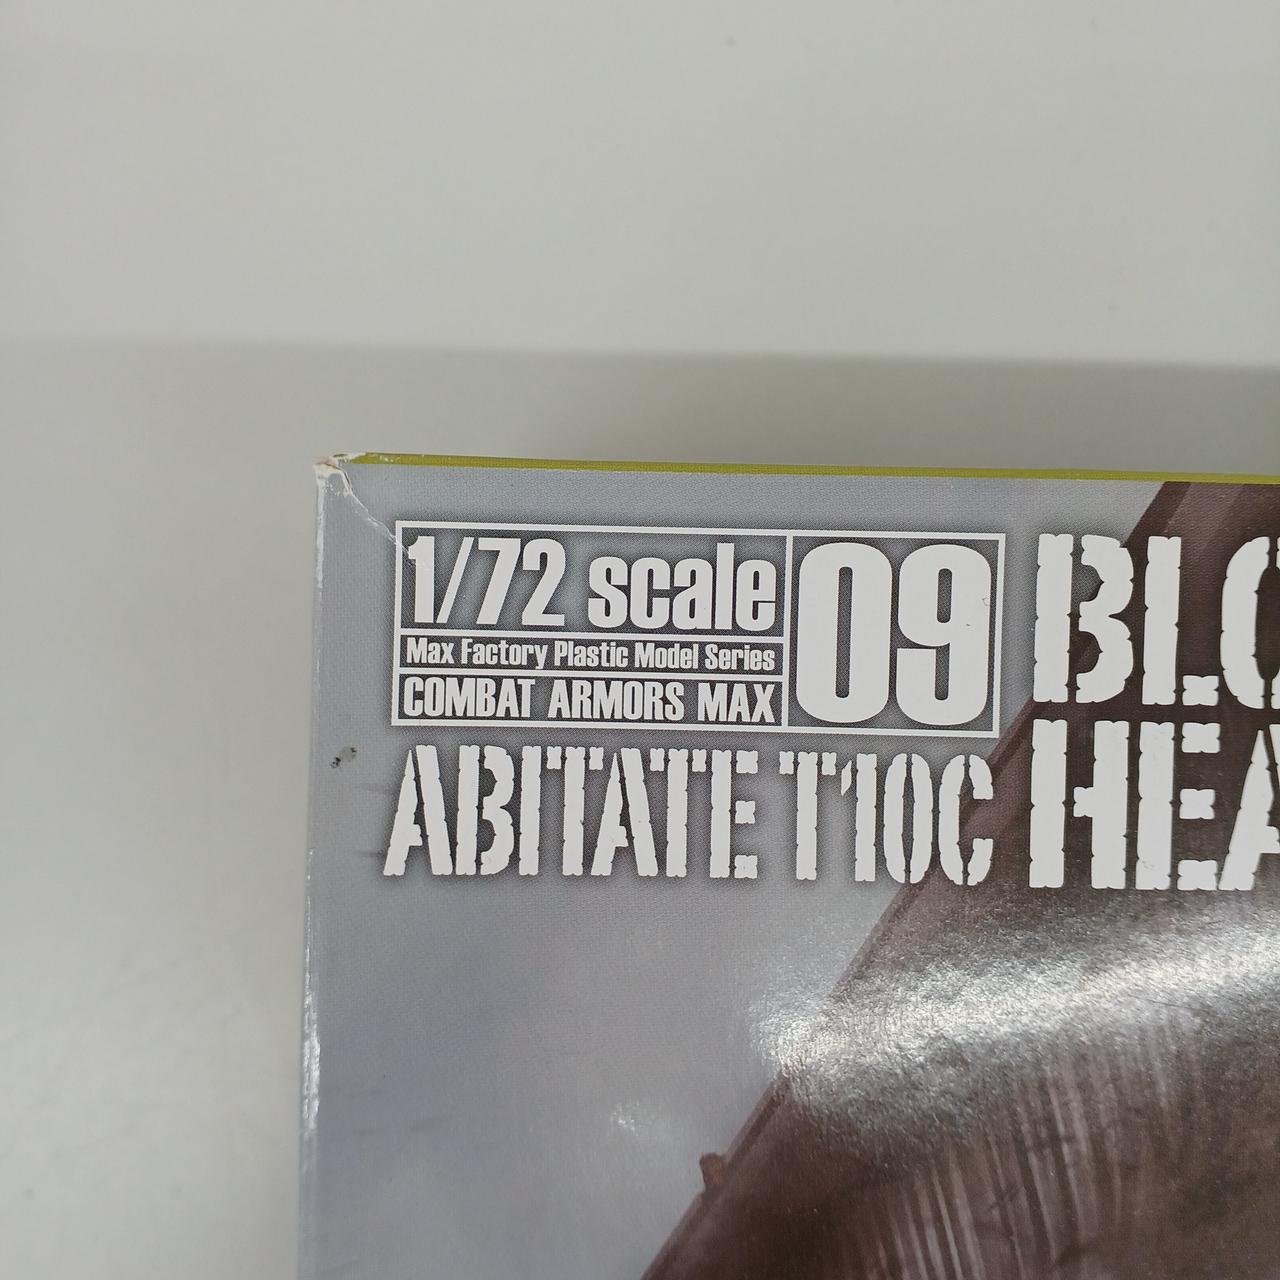 1/72 scale
Max Factory Plastic Model Series
COMBAT ARMORS MAX
09
ABITATE T10C